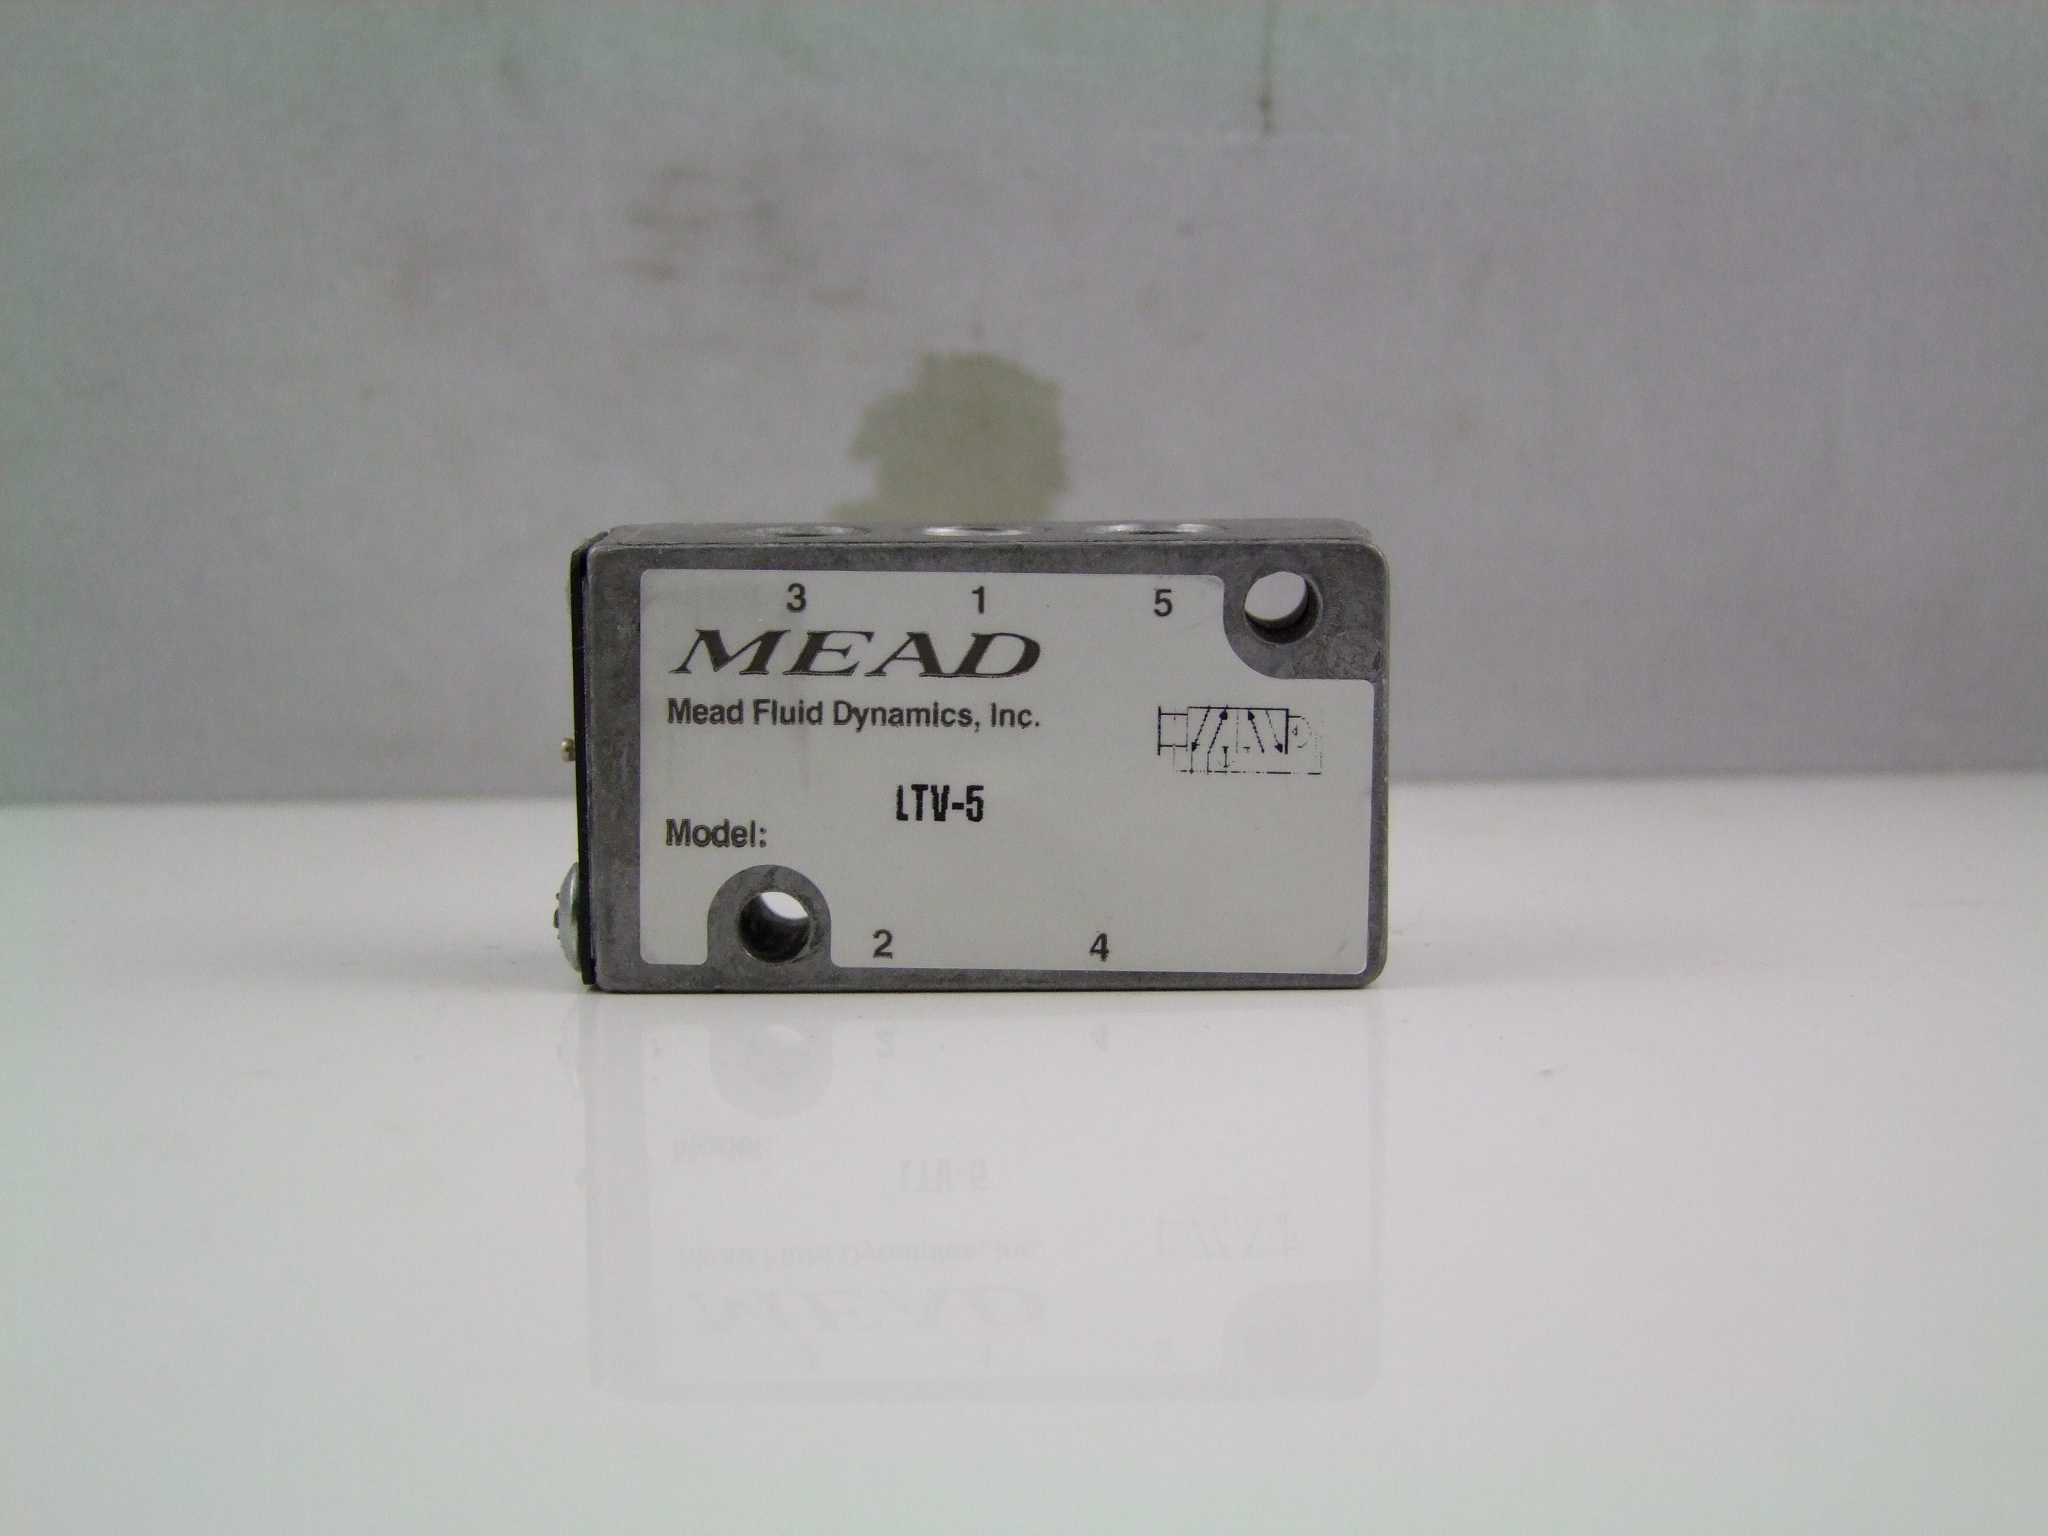 3 1 5
MEAD
Mead Fluid Dynamics, Inc.
LTV-5
Model:
2 4